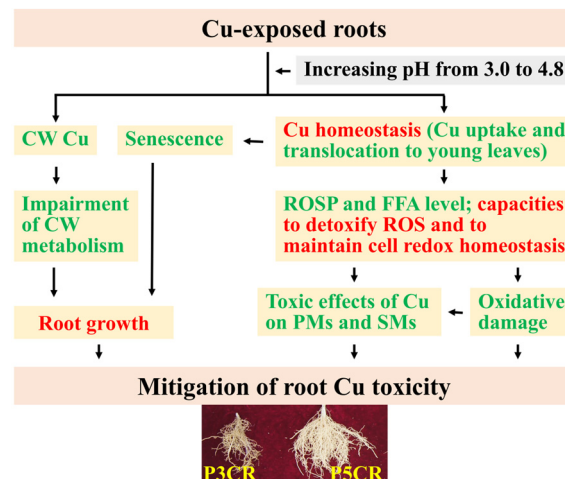 Cu-exposed roots
Increasing pH from 3.0 to 4.8
CW Cu
Senescence
Cu homeostasis (Cu uptake and
translocation to young leaves)
Impairment
of CW
metabolism
ROSP and FFA level; capacities
to detoxify ROS and to
maintain cell redox homeostasis
Root growth
Toxic effects of Cu
on PMs and SMs
Oxidative
damage
Mitigation of root Cu toxicity
P3CR
P5CR